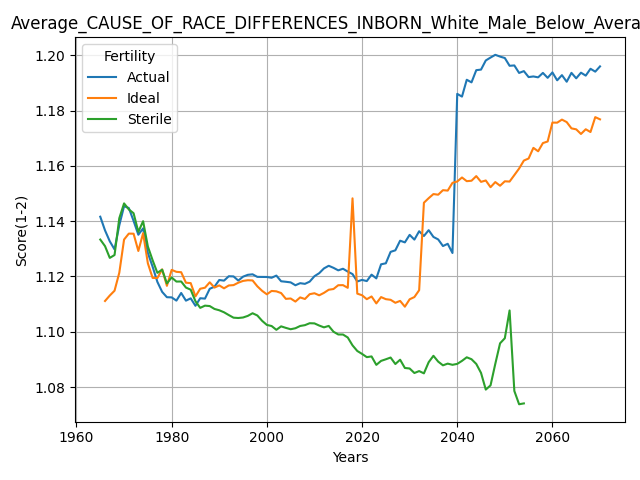 Average_CAUSE_OF_RACE_DIFFERENCES_INBORN_White_Male_Below_Avera
Fertility
Actual
Ideal
Sterile
1.20
1.18
1.16
1.14
1.12
1.10
1.08
Score(1-2)
1960 1980 2000 2020 2040 2060
Years